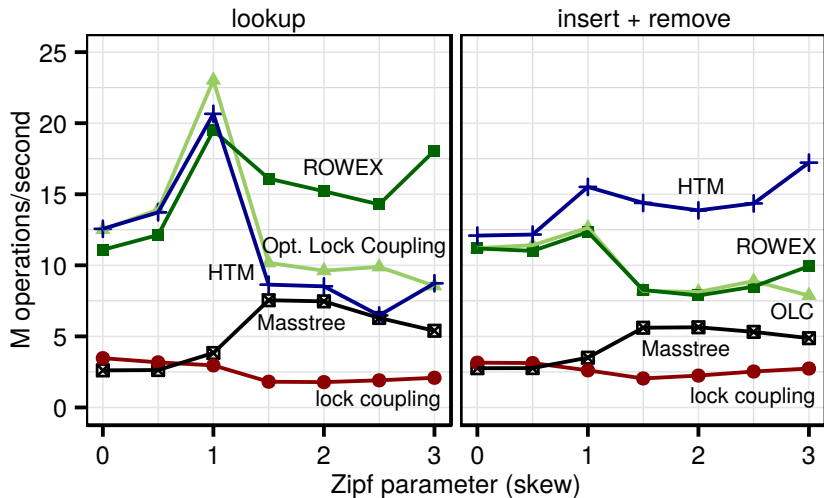 lookup
insert + remove
M operations/second
25
20
15
10
5
0
ROWEX
Opt. Lock Coupling
HTM
Masstree
lock coupling
HTM
ROWEX
OLC
Masstree
lock coupling
0 1 2 3
0 1 2 3
Zipf parameter (skew)